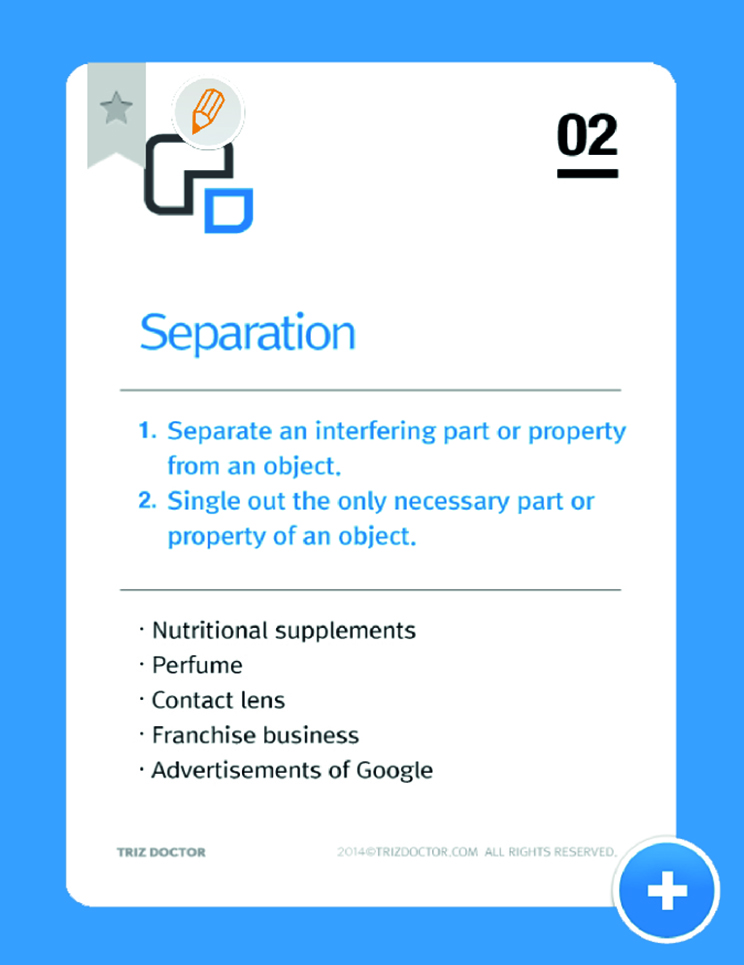 02
Separation
1. Separate an interfering part or property
from an object.
2. Single out the only necessary part or
property of an object.
· Nutritional supplements
· Perfume
· Contact lens
· Franchise business
· Advertisements of Google
TRIZ DOCTOR 2014©TRIZDOCTOR.COM ALL RIGHTS RESERVED.